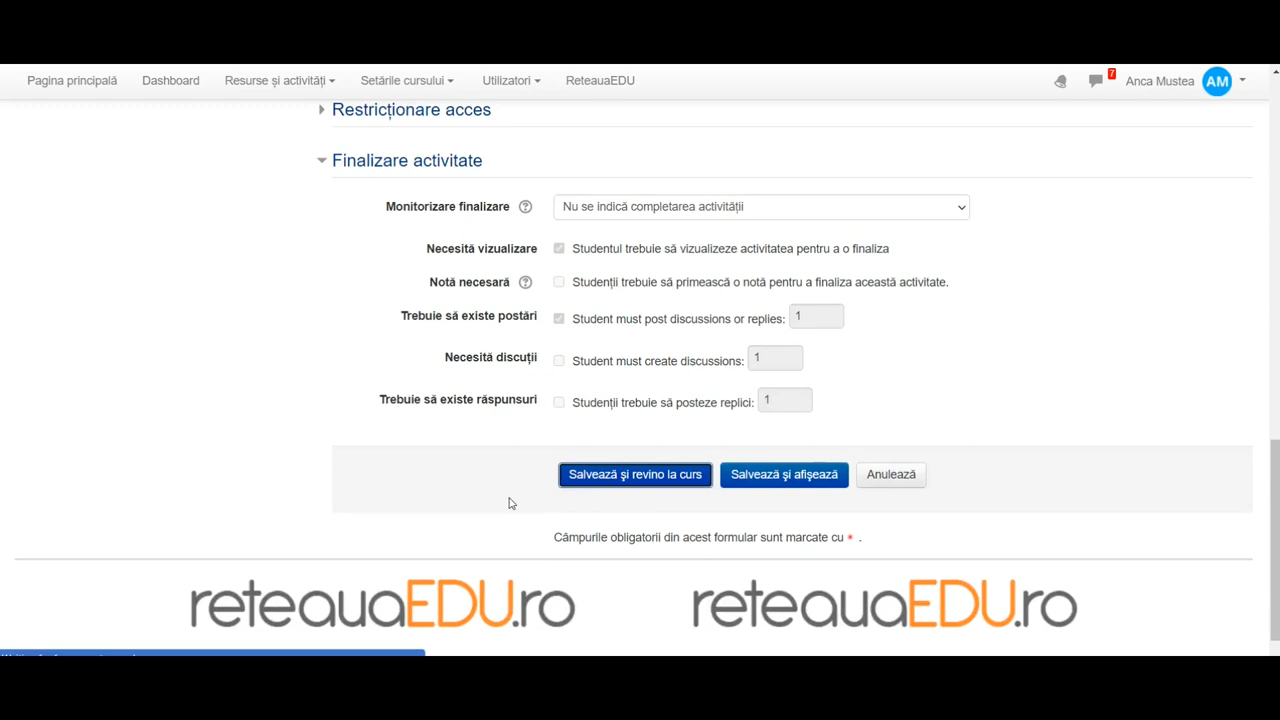 Pagina principală Dashboard Resurse și activități Setările cursului Utilizatori ReteauaEDU 7 Anca Mustea AM
Restricționare acces
Finalizare activitate
Monitorizare finalizare ? Nu se indică completarea activității
Necesită vizualizare Studentul trebuie să vizualizeze activitatea pentru a o finaliza
Notă necesară ? Studenții trebuie să primească o notă pentru a finaliza această activitate.
Trebuie să existe postări Student must post discussions or replies: 1
Necesită discuții Student must create discussions: 1
Trebuie să existe răspunsuri Studenții trebuie să posteze replici: 1
Salvează şi revino la curs Salvează şi afişează Anulează
Câmpurile obligatorii din acest formular sunt marcate cu * .
reteauaEDU.ro reteauaEDU.ro